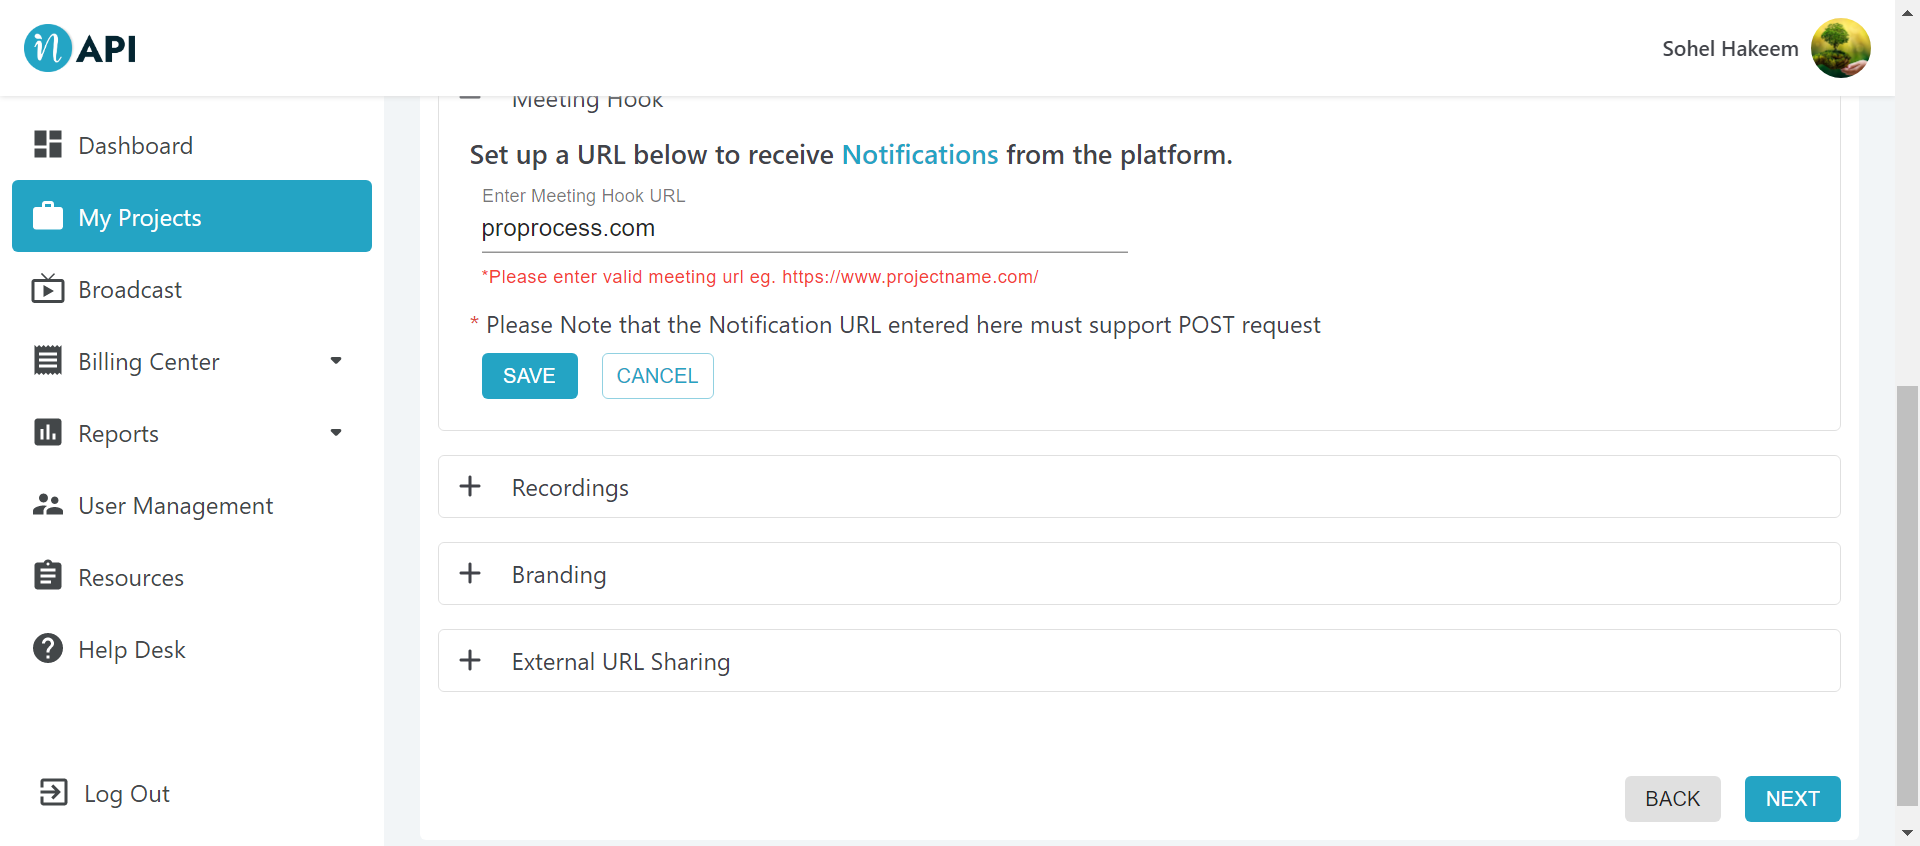 n API
Sohel Hakeem
Dashboard
My Projects
Broadcast
Billing Center
Reports
User Management
Resources
Help Desk
Log Out
Meeting Hook
Set up a URL below to receive Notifications from the platform.
Enter Meeting Hook URL
proprocess.com
*Please enter valid meeting url eg. https://www.projectname.com/
* Please Note that the Notification URL entered here must support POST request
SAVE CANCEL
Recordings
Branding
External URL Sharing
BACK NEXT